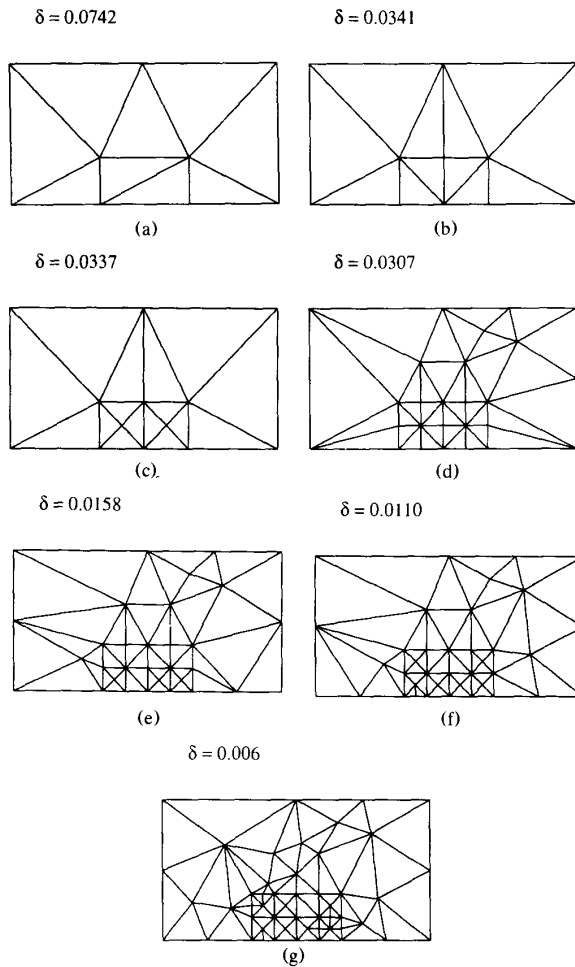 δ = 0.0742
δ = 0.0341
(a)
(b)
δ = 0.0337
δ = 0.0307
(c)
(d)
δ = 0.0158
δ = 0.0110
(e)
(f)
δ = 0.006
(g)